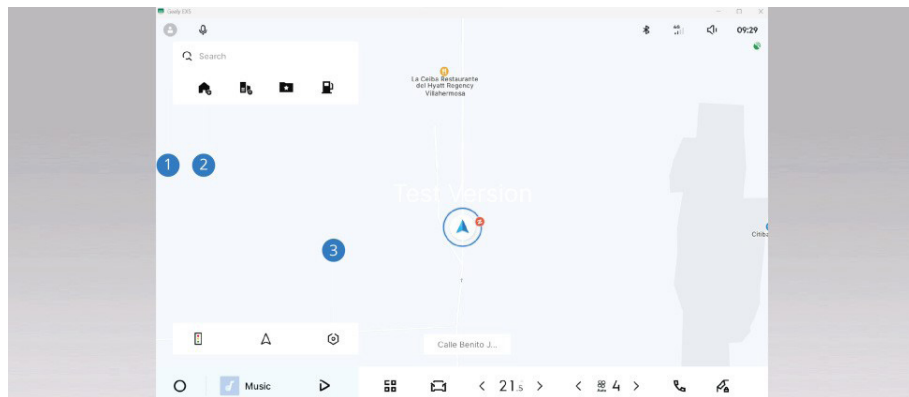 Geely EX5
09:29
Search
La Ceiba Restaurante
del Hyatt Regency
Villahermosa
1
2
Test Version
3
Calle Benito J...
Music
21.5
4